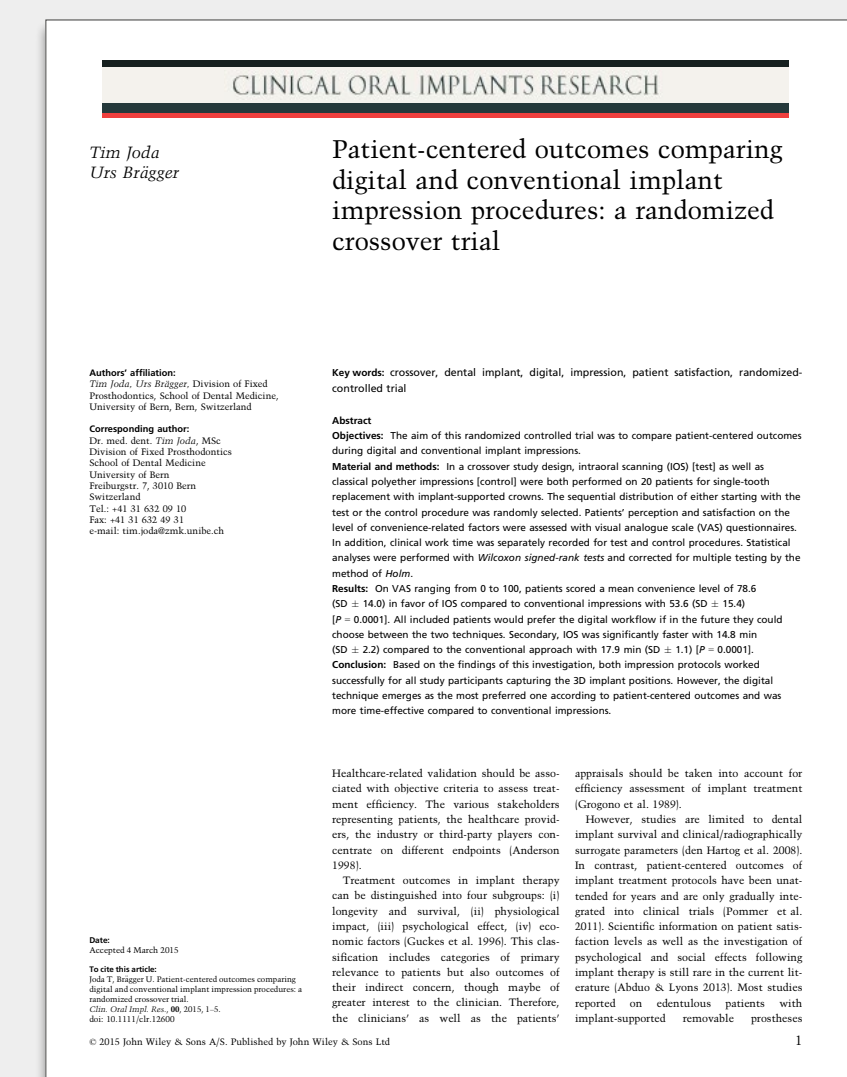 CLINICAL ORAL IMPLANTS RESEARCH
Tim Joda
Urs Brägger
Patient-centered outcomes comparing
digital and conventional implant
impression procedures: a randomized
crossover trial
Authors' affiliation:
Tim Joda, Urs Brägger, Division of Fixed
Prosthodontics, School of Dental Medicine,
University of Bern, Bern, Switzerland
Corresponding author:
Dr. med. dent. Tim Joda, MSc
Division of Fixed Prosthodontics
School of Dental Medicine
University of Bern
Freiburgstr. 7, 3010 Bern
Switzerland
Tel.: +41 31 632 09 10
Fax: +41 31 632 49 31
e-mail: tim.joda@zmk.unibe.ch
Date:
Accepted 4 March 2015
To cite this article:
Joda T, Brägger U. Patient-centered outcomes comparing
digital and conventional implant impression procedures: a
randomized crossover trial.
Clin. Oral Impl. Res., 00, 2015, 1–5.
doi: 10.1111/clr.12600
Key words: crossover, dental implant, digital, impression, patient satisfaction, randomized-
controlled trial
Abstract
Objectives: The aim of this randomized controlled trial was to compare patient-centered outcomes
during digital and conventional implant impressions.
Material and methods: In a crossover study design, intraoral scanning (IOS) [test] as well as
classical polyether impressions [control] were both performed on 20 patients for single-tooth
replacement with implant-supported crowns. The sequential distribution of either starting with the
test or the control procedure was randomly selected. Patients' perception and satisfaction on the
level of convenience-related factors were assessed with visual analogue scale (VAS) questionnaires.
In addition, clinical work time was separately recorded for test and control procedures. Statistical
analyses were performed with Wilcoxon signed-rank tests and corrected for multiple testing by the
method of Holm.
Results: On VAS ranging from 0 to 100, patients scored a mean convenience level of 78.6
(SD ± 14.0) in favor of IOS compared to conventional impressions with 53.6 (SD ± 15.4)
[P = 0.0001]. All included patients would prefer the digital workflow if in the future they could
choose between the two techniques. Secondary, IOS was significantly faster with 14.8 min
(SD ± 2.2) compared to the conventional approach with 17.9 min (SD ± 1.1) [P = 0.0001].
Conclusion: Based on the findings of this investigation, both impression protocols worked
successfully for all study participants capturing the 3D implant positions. However, the digital
technique emerges as the most preferred one according to patient-centered outcomes and was
more time-effective compared to conventional impressions.
Healthcare-related validation should be asso-
ciated with objective criteria to assess treat-
ment efficiency. The various stakeholders
representing patients, the healthcare provid-
ers, the industry or third-party players con-
centrate on different endpoints (Anderson
1998).
Treatment outcomes in implant therapy
can be distinguished into four subgroups: (i)
longevity and survival, (ii) physiological
impact, (iii) psychological effect, (iv) eco-
nomic factors (Guckes et al. 1996). This clas-
sification includes categories of primary
relevance to patients but also outcomes of
their indirect concern, though maybe of
greater interest to the clinician. Therefore,
the clinicians' as well as the patients'
appraisals should be taken into account for
efficiency assessment of implant treatment
(Grogono et al. 1989).
However, studies are limited to dental
implant survival and clinical/radiographically
surrogate parameters (den Hartog et al. 2008).
In contrast, patient-centered outcomes of
implant treatment protocols have been unat-
tended for years and are only gradually inte-
grated into clinical trials (Pommer et al.
2011). Scientific information on patient satis-
faction levels as well as the investigation of
psychological and social effects following
implant therapy is still rare in the current lit-
erature (Abduo & Lyons 2013). Most studies
reported on edentulous patients with
implant-supported removable prostheses
© 2015 John Wiley & Sons A/S. Published by John Wiley & Sons Ltd
1